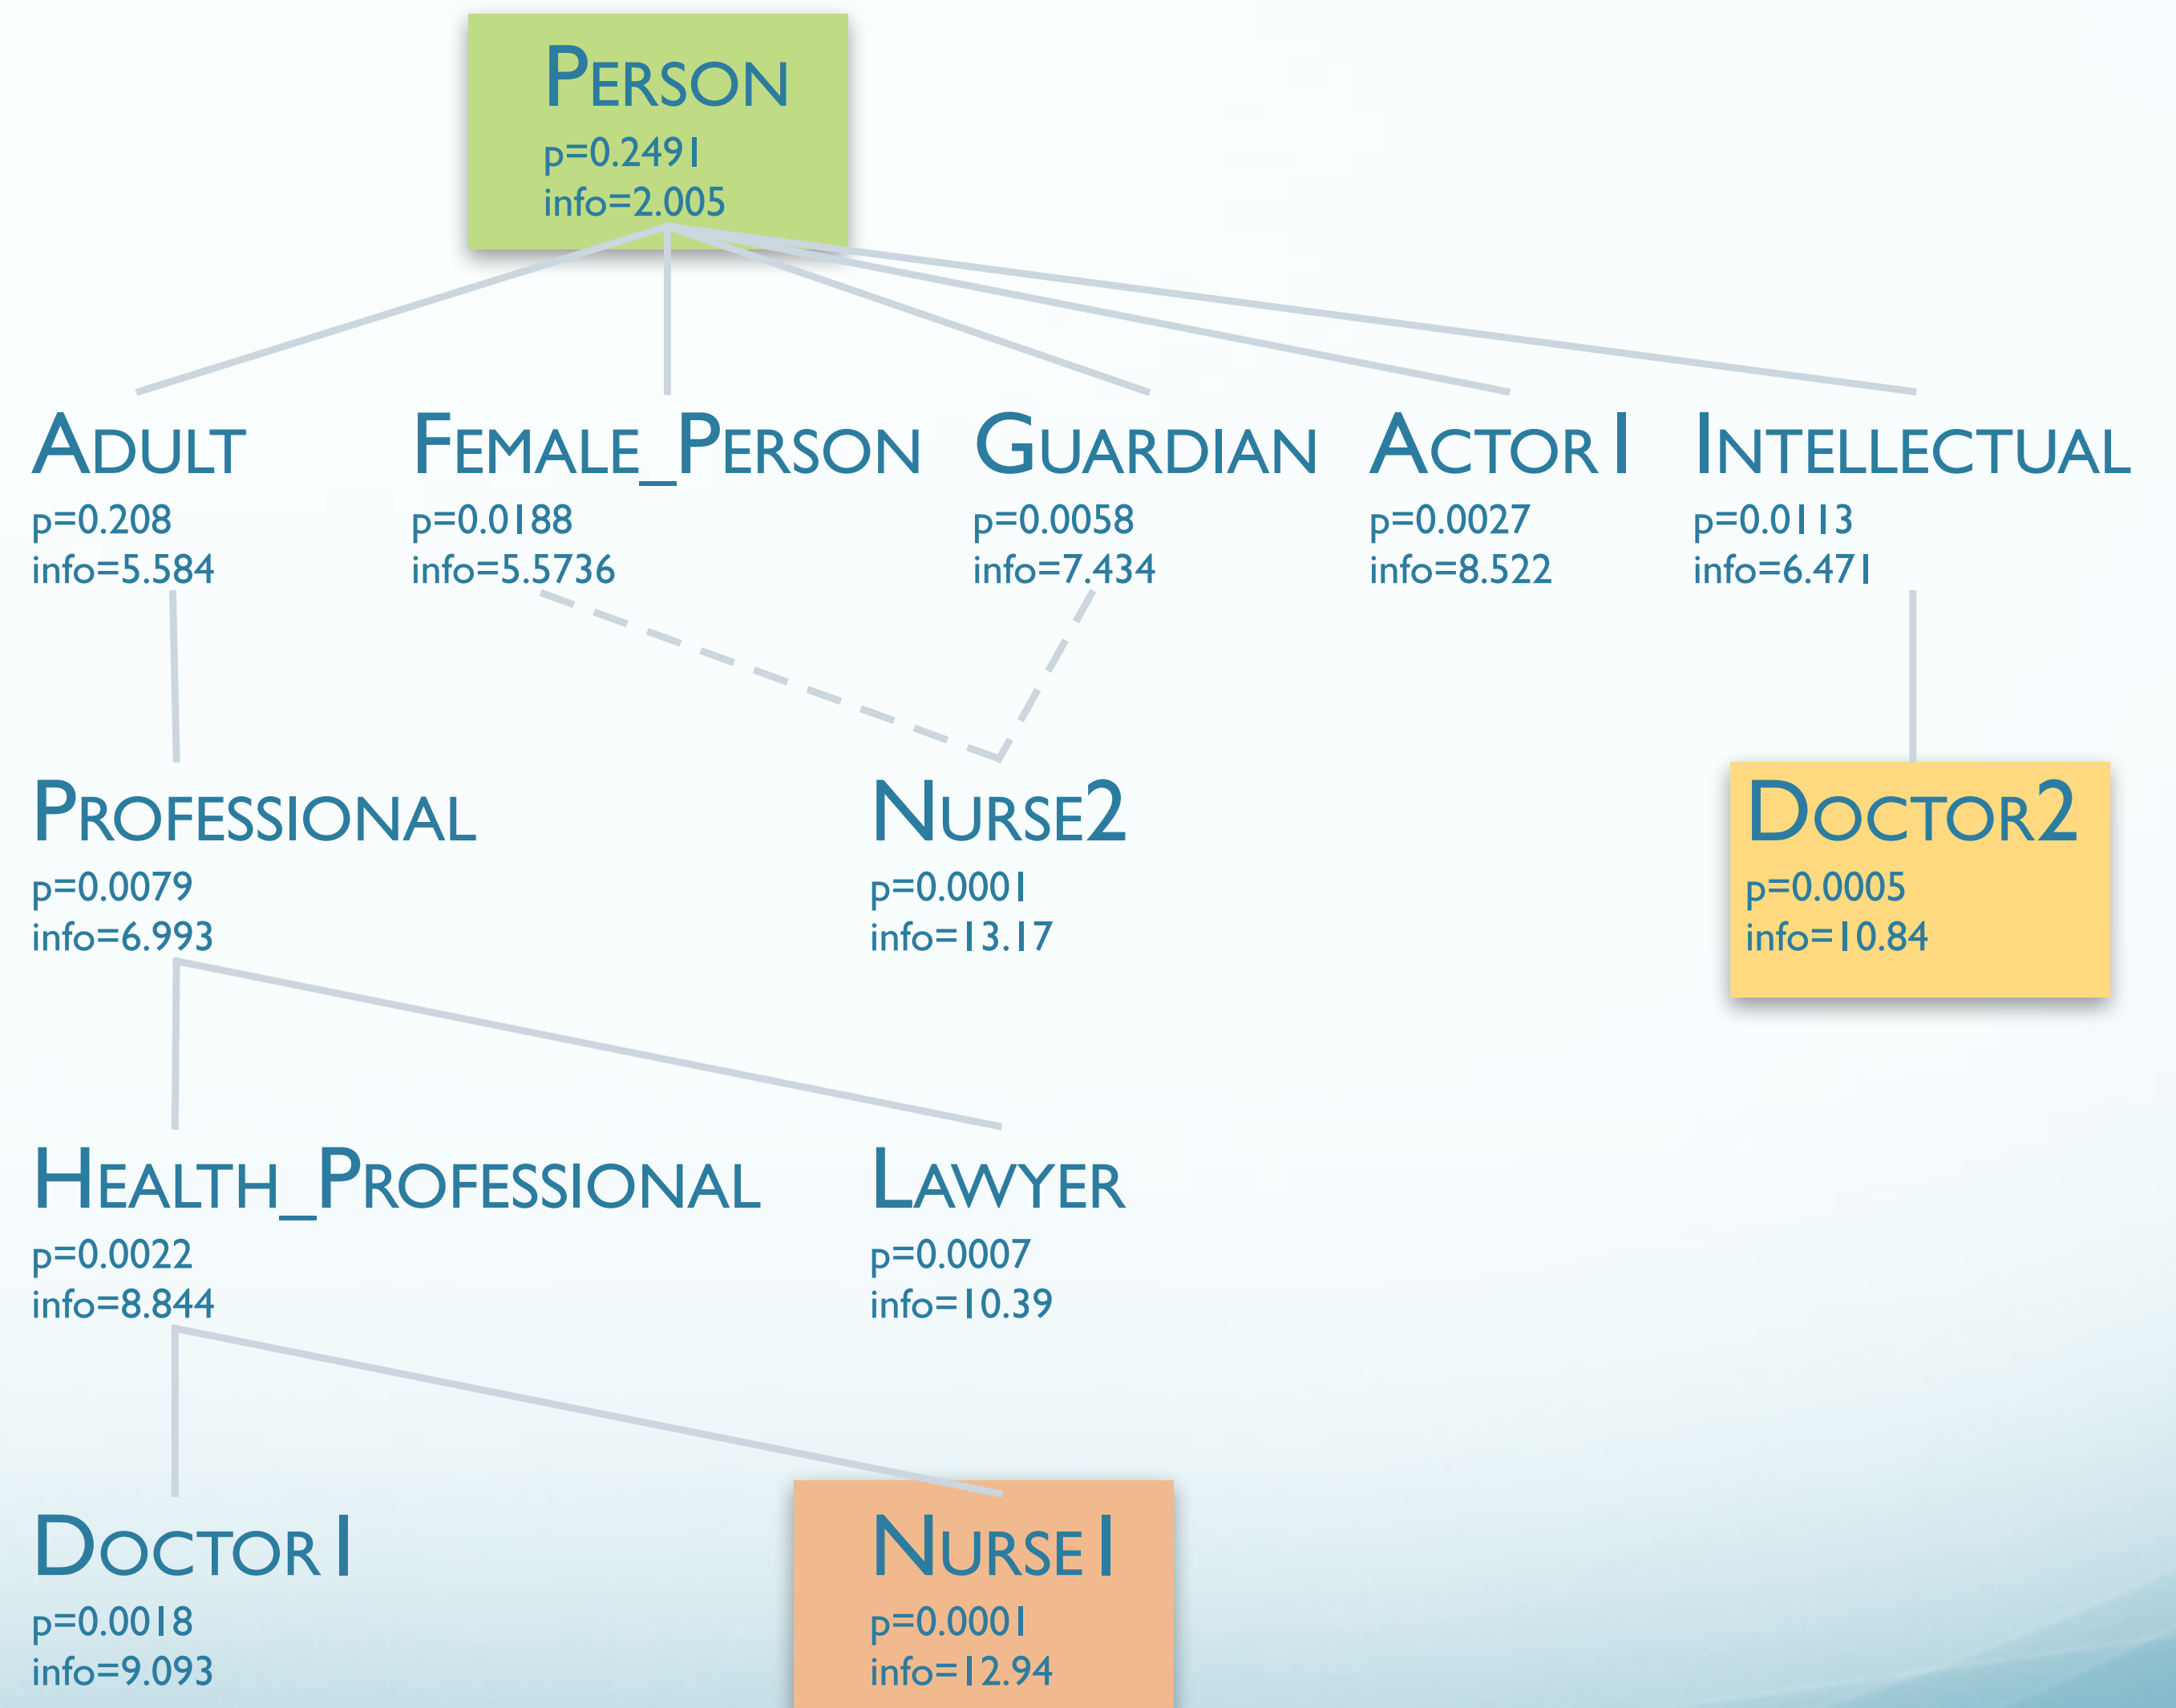 PERSON
p=0.2491
info=2.005
ADULT
p=0.208
info=5.584
FEMALE_PERSON
p=0.0188
info=5.5736
GUARDIAN
p=0.0058
info=7.434
ACTOR1
p=0.0027
info=8.522
INTELLECTUAL
p=0.0113
info=6.471
PROFESSIONAL
p=0.0079
info=6.993
NURSE2
p=0.0001
info=13.17
DOCTOR2
p=0.0005
info=10.84
HEALTH_PROFESSIONAL
p=0.0022
info=8.844
LAWYER
p=0.0007
info=10.39
DOCTOR1
p=0.0018
info=9.093
NURSE1
p=0.0001
info=12.94